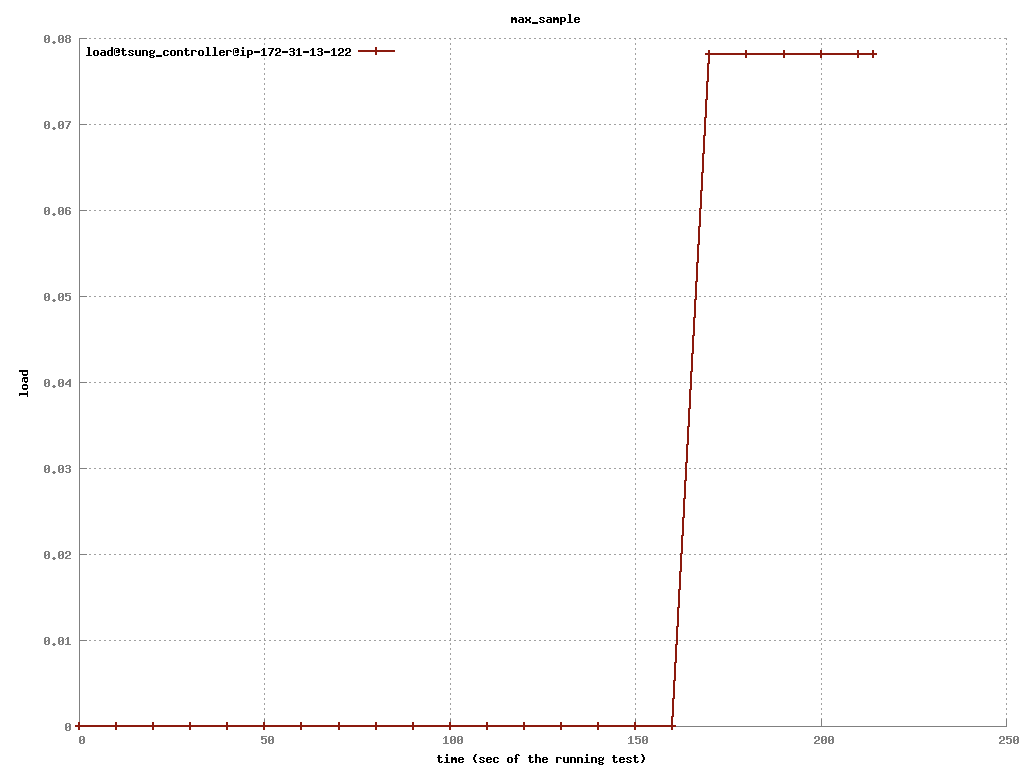 max_sample
load@tsung_controller@ip-172-31-13-122
0.08
0.07
0.06
0.05
0.04
0.03
0.02
0.01
0
load
0 50 100 150 200 250
time (sec of the running test)